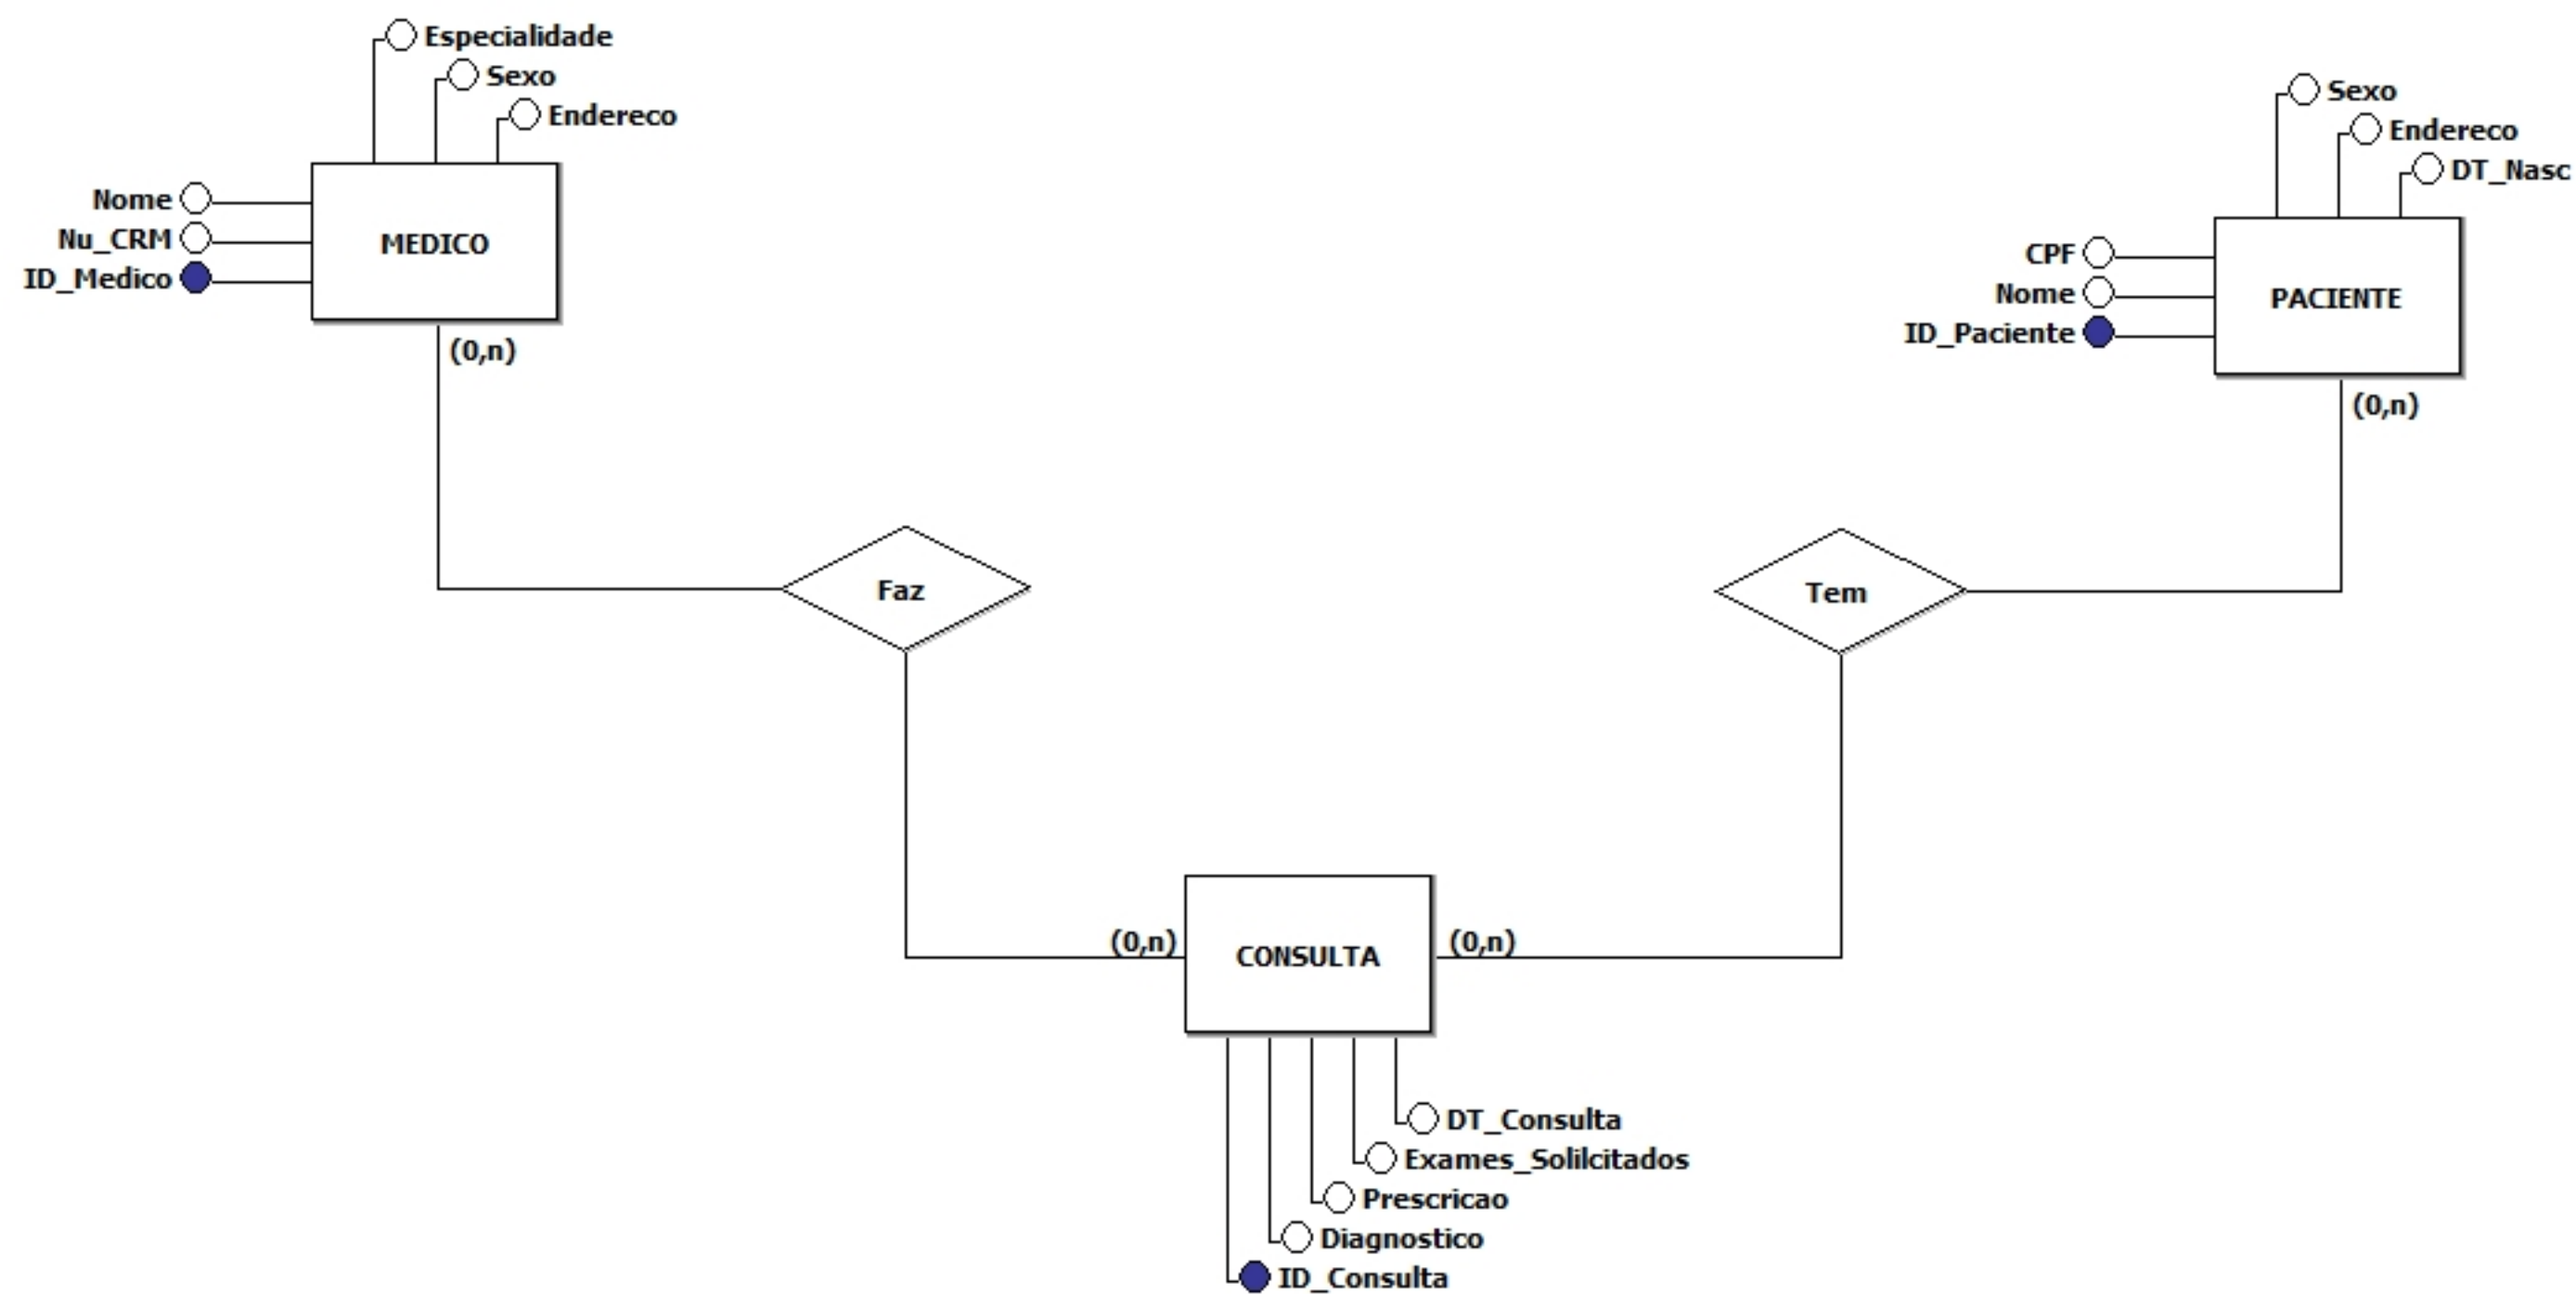 Especialidade
Sexo
Endereco
Nome
Nu_CRM
ID_Medico
MEDICO
(0,n)
Sexo
Endereco
DT_Nasc
CPF
Nome
ID_Paciente
PACIENTE
(0,n)
Faz
Tem
(0,n)
CONSULTA
(0,n)
DT_Consulta
Exames_Solilcitados
Prescricao
Diagnostico
ID_Consulta